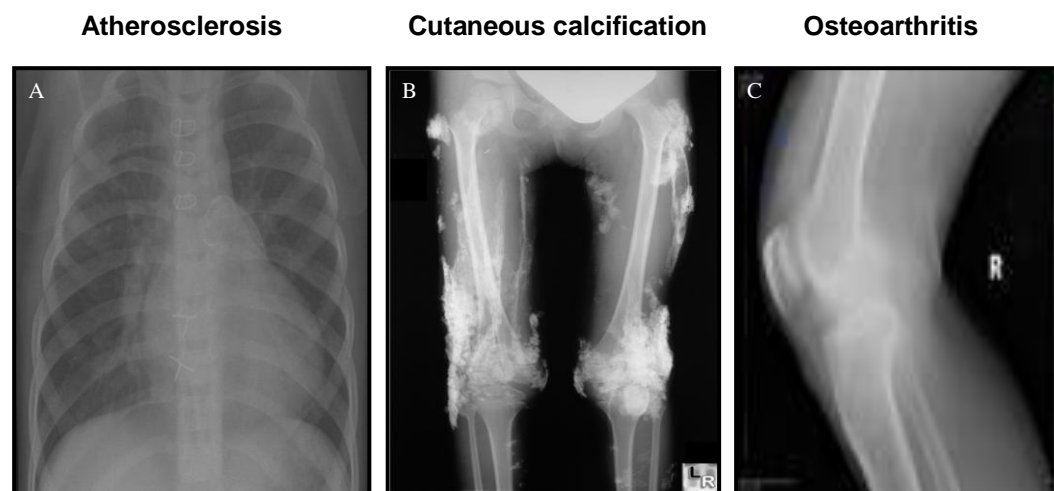 Atherosclerosis
Cutaneous calcification
Osteoarthritis
A
B
C
R
L
R